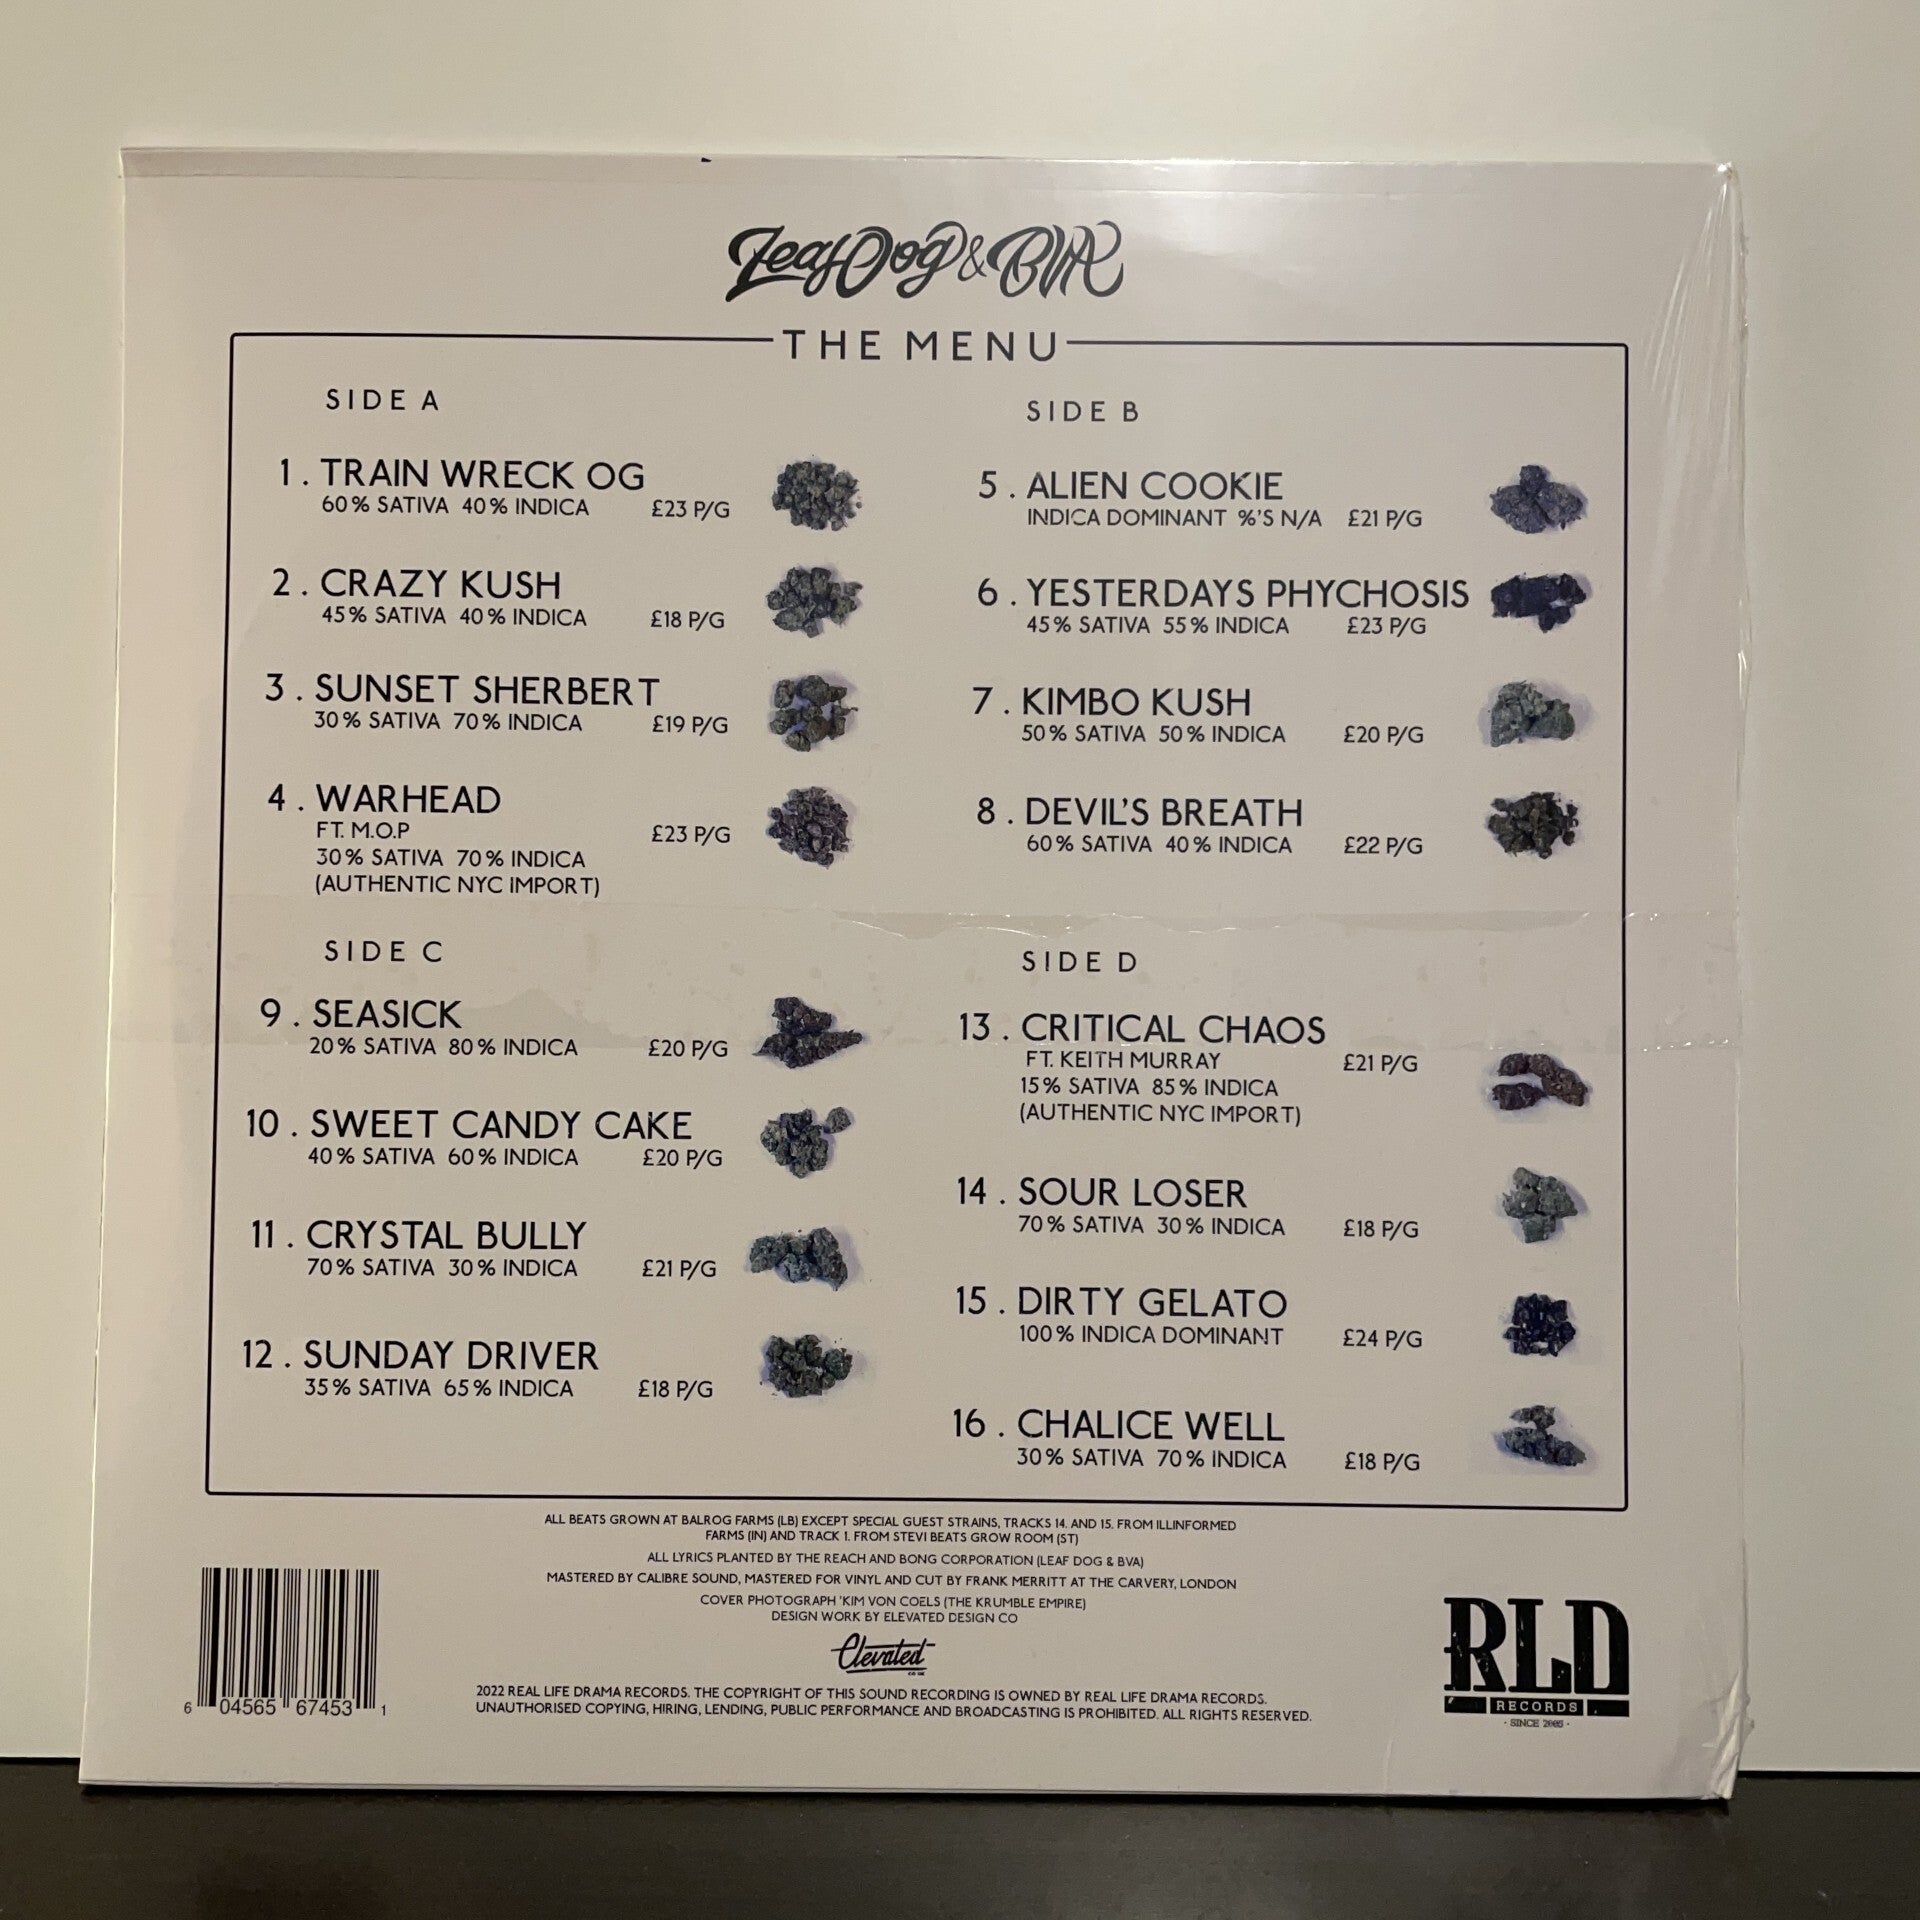 Leaf Dog & BVA
THE MENU
SIDE A
1. TRAIN WRECK OG
60% SATIVA 40% INDICA £23 P/G
2. CRAZY KUSH
45% SATIVA 40% INDICA £18 P/G
3. SUNSET SHERBERT
30% SATIVA 70% INDICA £19 P/G
4. WARHEAD
FT. M.O.P £23 P/G
30% SATIVA 70% INDICA
(AUTHENTIC NYC IMPORT)
SIDE B
5. ALIEN COOKIE
INDICA DOMINANT %'S N/A £21 P/G
6. YESTERDAYS PHYCHOSIS
45% SATIVA 55% INDICA £23 P/G
7. KIMBO KUSH
50% SATIVA 50% INDICA £20 P/G
8. DEVIL'S BREATH
60% SATIVA 40% INDICA £22 P/G
SIDE C
9. SEASICK
20% SATIVA 80% INDICA £20 P/G
10. SWEET CANDY CAKE
40% SATIVA 60% INDICA £20 P/G
11. CRYSTAL BULLY
70% SATIVA 30% INDICA £21 P/G
12. SUNDAY DRIVER
35% SATIVA 65% INDICA £18 P/G
SIDE D
13. CRITICAL CHAOS
FT. KEITH MURRAY £21 P/G
15% SATIVA 85% INDICA
(AUTHENTIC NYC IMPORT)
14. SOUR LOSER
70% SATIVA 30% INDICA £18 P/G
15. DIRTY GELATO
100% INDICA DOMINANT £24 P/G
16. CHALICE WELL
30% SATIVA 70% INDICA £18 P/G
ALL BEATS GROWN AT BALROG FARMS (LB) EXCEPT SPECIAL GUEST STRAINS, TRACKS 14. AND 15. FROM ILLINFORMED
FARMS (IN) AND TRACK 1. FROM STEVI BEATS GROW ROOM (ST)
ALL LYRICS PLANTED BY THE REACH AND BONG CORPORATION (LEAF DOG & BVA)
MASTERED BY CALIBRE SOUND, MASTERED FOR VINYL AND CUT BY FRANK MERRITT AT THE CARVERY, LONDON
COVER PHOTOGRAPH 'KIM VON COELS (THE KRUMBLE EMPIRE)
DESIGN WORK BY ELEVATED DESIGN CO
Elevated
CO UK
2022 REAL LIFE DRAMA RECORDS. THE COPYRIGHT OF THIS SOUND RECORDING IS OWNED BY REAL LIFE DRAMA RECORDS.
UNAUTHORISED COPYING, HIRING, LENDING, PUBLIC PERFORMANCE AND BROADCASTING IS PROHIBITED. ALL RIGHTS RESERVED.
6 04565 67453 1
RLD
RECORDS
· SINCE 2005 ·